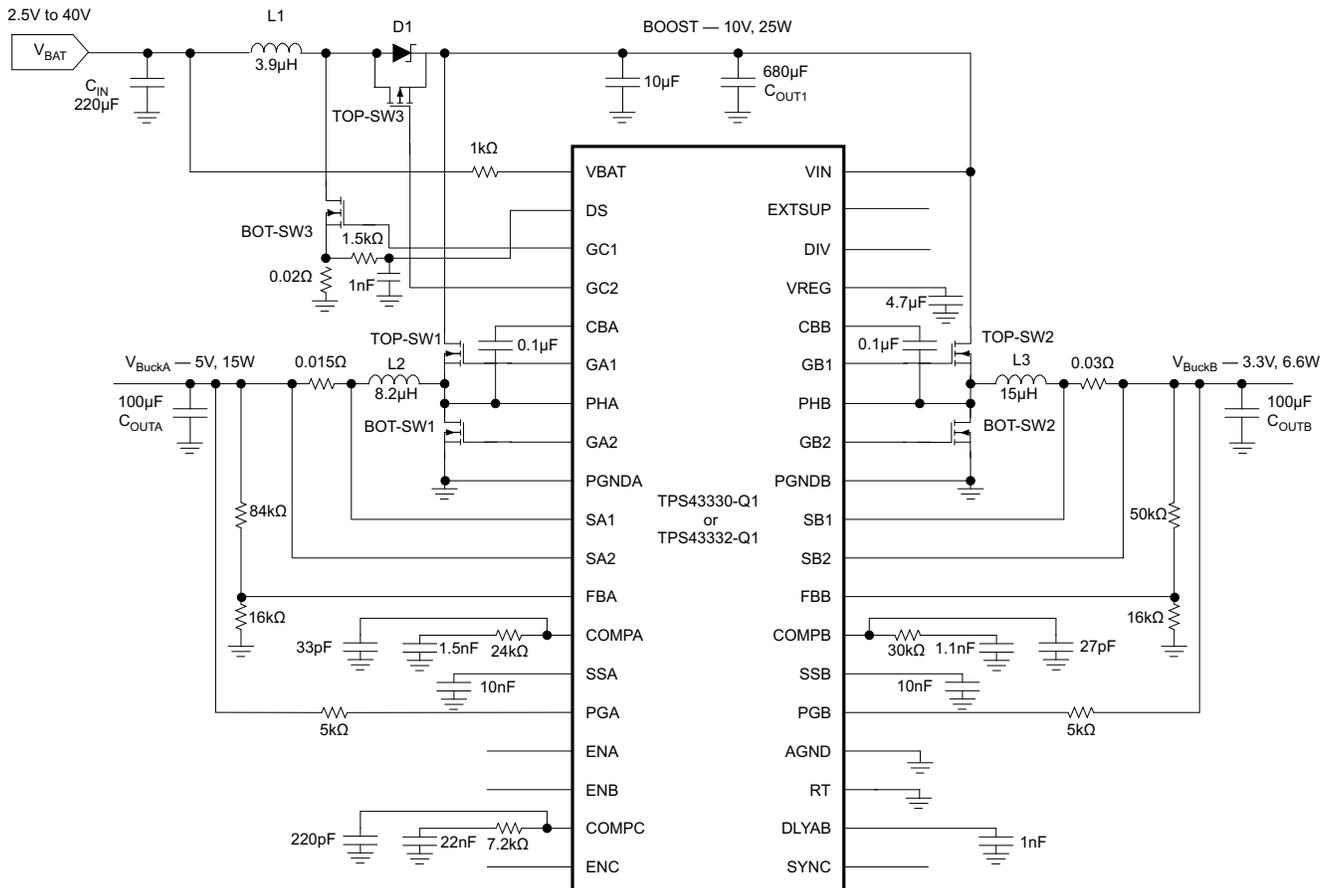 2.5V to 40V
VBAT
L1
3.9µH
D1
BOOST — 10V, 25W
CIN
220µF
TOP-SW3
10µF
680µF
COUT1
1kΩ
BOT-SW3
1.5kΩ
0.02Ω
1nF
VBAT
DS
GC1
GC2
CBA
GA1
PHA
GA2
PGNDA
SA1
SA2
FBA
COMPA
SSA
PGA
ENA
ENB
COMPC
ENC
VIN
EXTSUP
DIV
VREG
CBB
GB1
PHB
GB2
PGNDB
SB1
SB2
FBB
COMPB
SSB
PGB
AGND
RT
DLYAB
SYNC
TPS43330-Q1
or
TPS43332-Q1
VBuckA — 5V, 15W
0.015Ω
L2
8.2µH
TOP-SW1
0.1µF
BOT-SW1
100µF
COUTA
84kΩ
16kΩ
33pF
1.5nF
24kΩ
10nF
5kΩ
220pF
22nF
7.2kΩ
4.7µF
0.1µF
TOP-SW2
L3
15µH
0.03Ω
VBuckB — 3.3V, 6.6W
BOT-SW2
100µF
COUTB
50kΩ
16kΩ
30kΩ
1.1nF
27pF
10nF
5kΩ
1nF